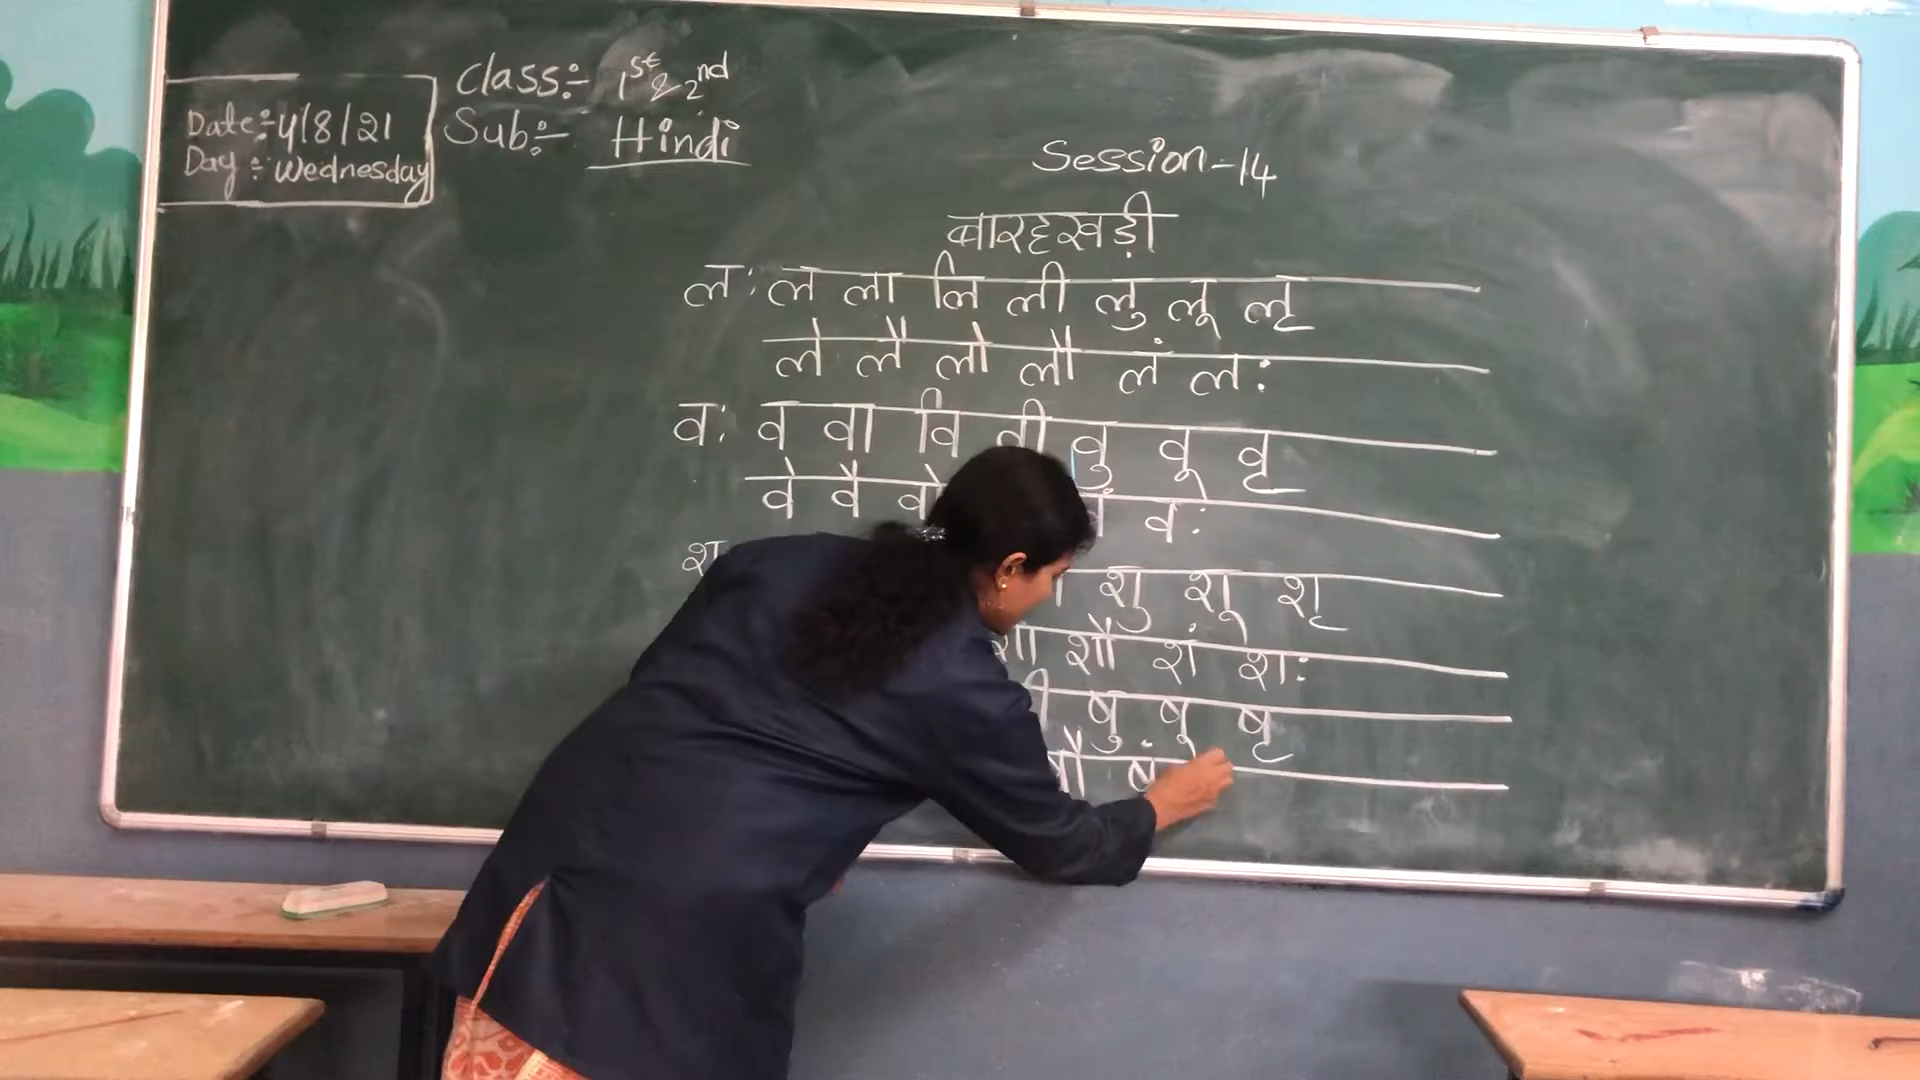 Date:- 4/8/21
Day:- Wednesday
Class:- 1st & 2nd
Sub:- Hindi
Session-14
बारहखड़ी
ल: ल ला लि ली लु लू लृ
ले लै लो लौ लं ल:
व: व वा वि वी वु वू वृ
वे वै वो व:
श शु शू शृ
शो शौ शं श:
षु षू षृ
षौ षं